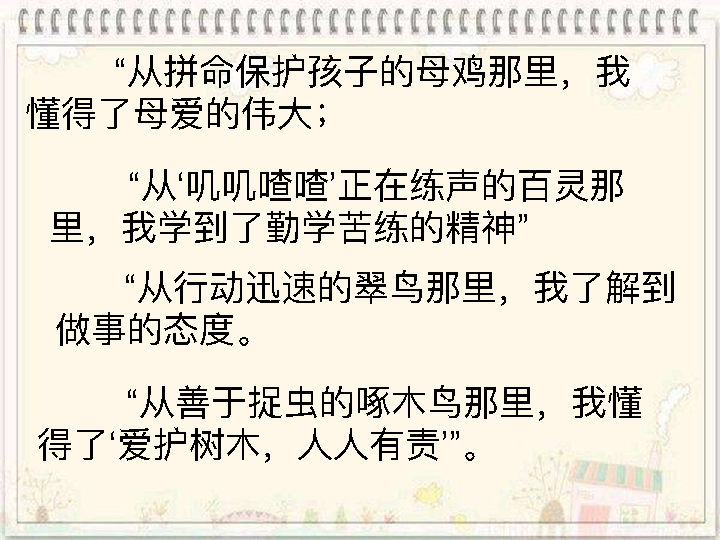 “从拼命保护孩子的母鸡那里，我
懂得了母爱的伟大；
“从‘叽叽喳喳’正在练声的百灵那
里，我学到了勤学苦练的精神”
“从行动迅速的翠鸟那里，我了解到
做事的态度。
“从善于捉虫的啄木鸟那里，我懂
得了‘爱护树木，人人有责’”。